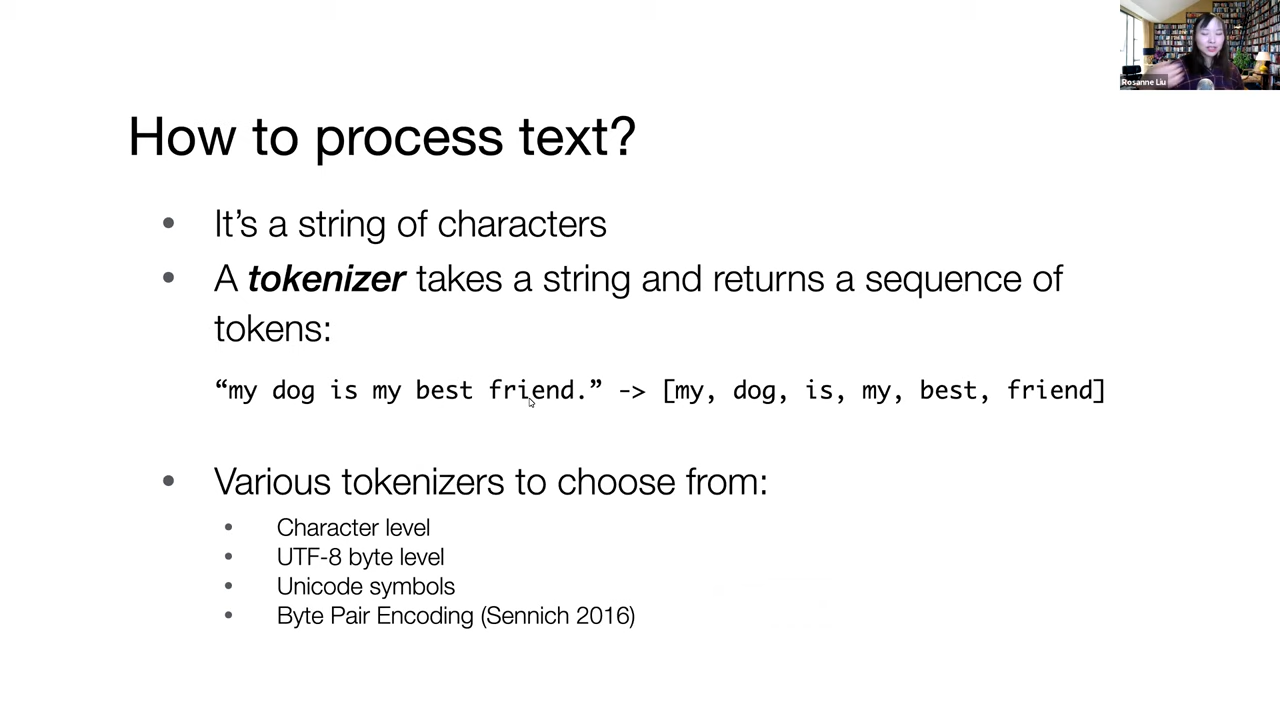 Rosanne Liu
How to process text?
• It’s a string of characters
• A tokenizer takes a string and returns a sequence of
tokens:
“my dog is my best friend.” -> [my, dog, is, my, best, friend]
• Various tokenizers to choose from:
• Character level
• UTF-8 byte level
• Unicode symbols
• Byte Pair Encoding (Sennich 2016)